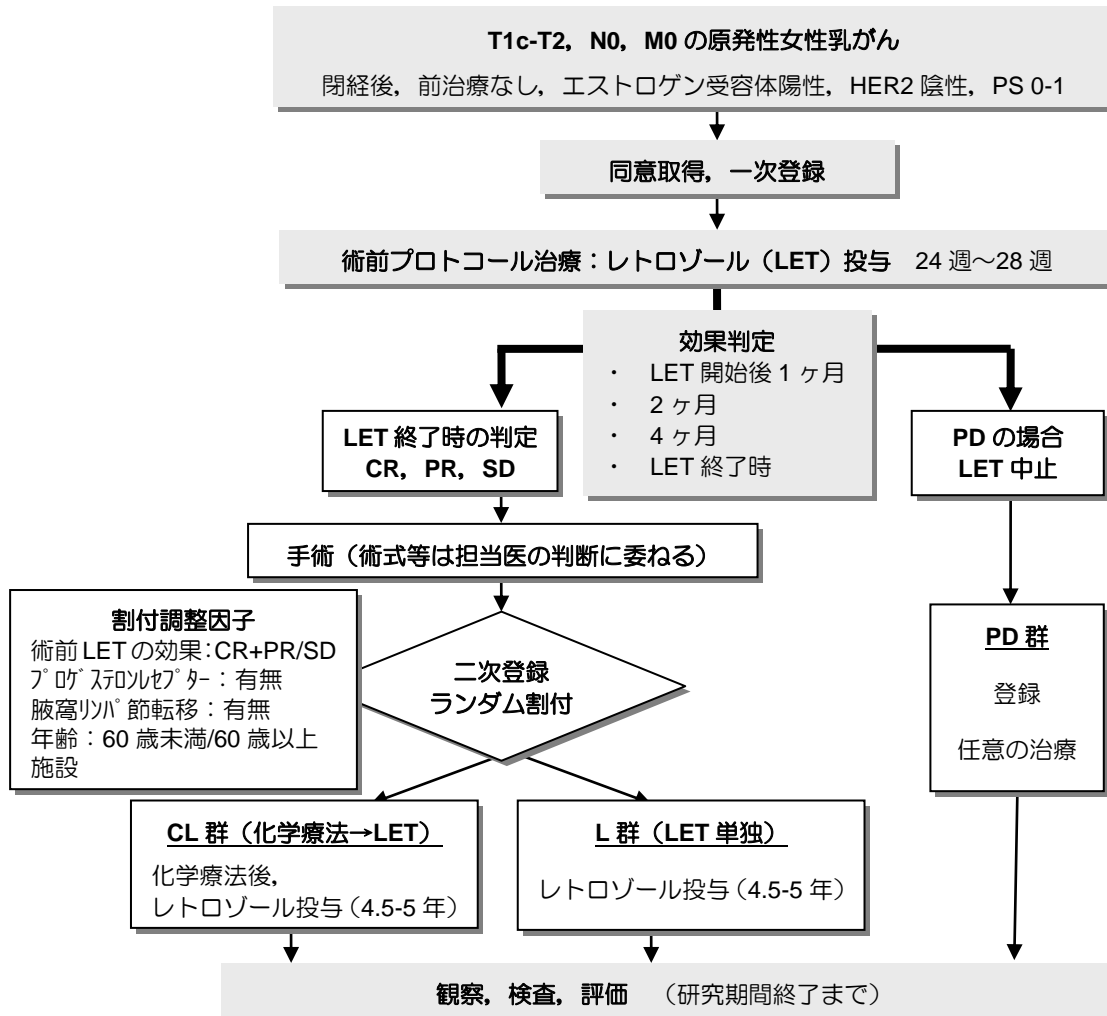 T1c-T2，N0，M0 の原発性女性乳がん
閉経後，前治療なし，エストロゲン受容体陽性，HER2 陰性，PS 0-1
同意取得，一次登録
術前プロトコール治療：レトロゾール（LET）投与　24 週～28 週
効果判定
・　LET 開始後 1 ヶ月
・　2 ヶ月
・　4 ヶ月
・　LET 終了時
LET 終了時の判定
CR，PR，SD
PD の場合
LET 中止
手術（術式等は担当医の判断に委ねる）
割付調整因子
術前 LET の効果：CR+PR/SD
ﾌﾟﾛｹﾞｽﾃﾛﾝﾚｾﾌﾟﾀｰ：有無
腋窩ﾘﾝﾊﾟ節転移：有無
年齢：60 歳未満/60 歳以上
施設
二次登録
ランダム割付
PD 群
登録
任意の治療
CL 群（化学療法→LET）
化学療法後，
レトロゾール投与（4.5-5 年）
L 群（LET 単独）
レトロゾール投与（4.5-5 年）
観察，検査，評価　（研究期間終了まで）